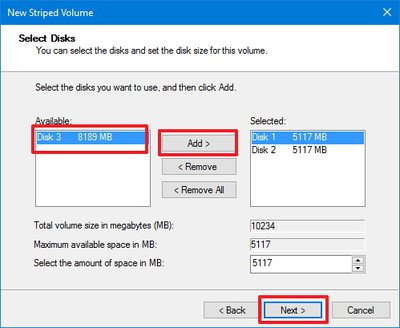 New Striped Volume
Select Disks
You can select the disks and set the disk size for this volume.
Select the disks you want to use, and then click Add.
Available:
Disk 3 8189 MB
Add >
< Remove
< Remove All
Selected:
Disk 1 5117 MB
Disk 2 5117 MB
Total volume size in megabytes (MB): 10234
Maximum available space in MB: 5117
Select the amount of space in MB: 5117
< Back Next > Cancel